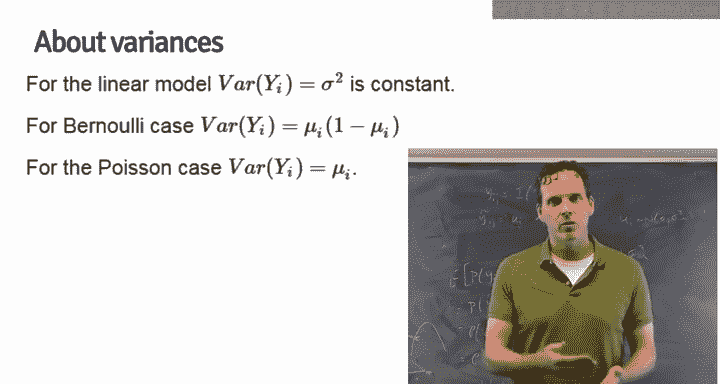 About variances
For the linear model Var(Y_i) = σ² is constant.
For Bernoulli case Var(Y_i) = μ_i(1 − μ_i)
For the Poisson case Var(Y_i) = μ_i.